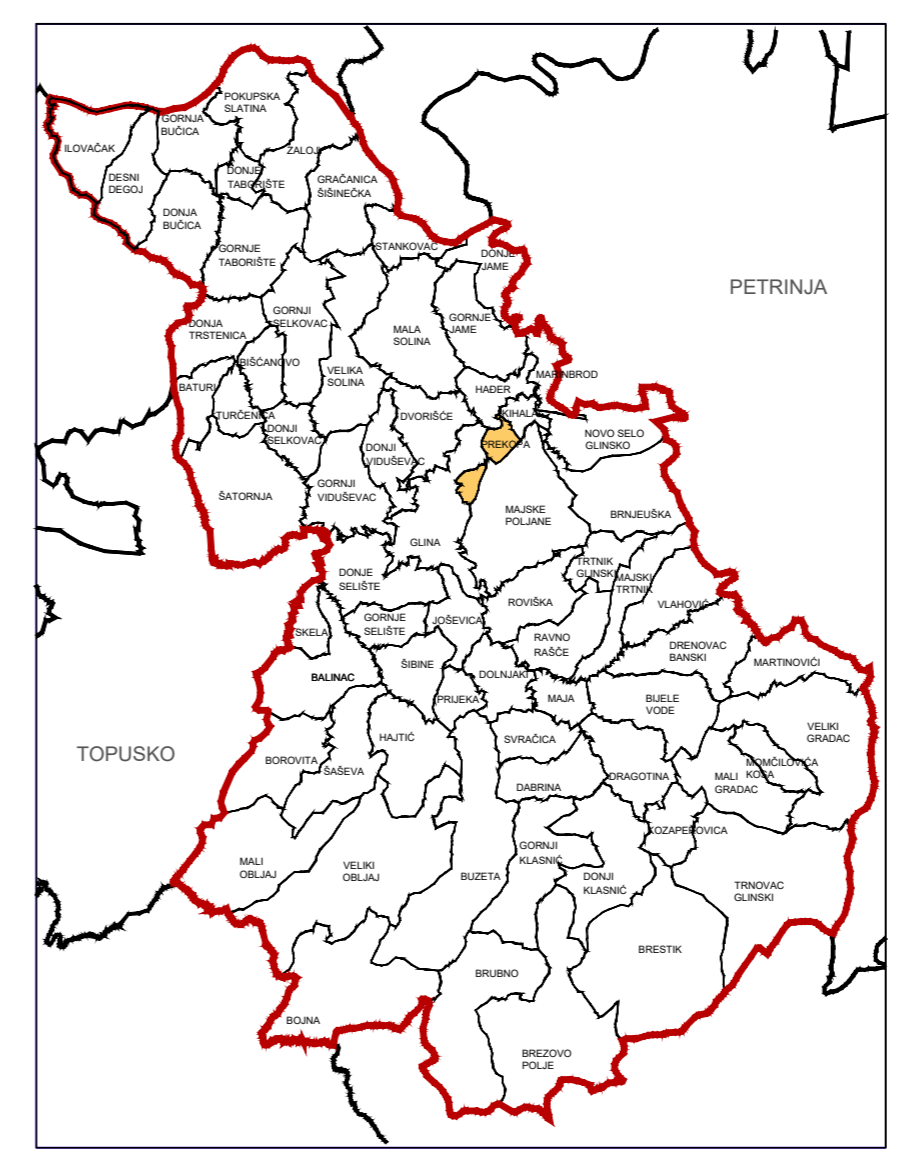 POKUPSKA
SLATINA
GORNJA
BUČICA
ILOVAČAK
ZALOJ
DESNI
DEGOJ
DONJE
TABORIŠTE
GRAČANICA
ŠIŠINEČKA
DONJA
BUČICA
GORNJE
TABORIŠTE
STANKOVAC
DONJE
JAME
PETRINJA
DONJA
TRSTENICA
GORNJI
SELKOVAC
MALA
SOLINA
GORNJE
JAME
BIŠĆANOVO
VELIKA
SOLINA
MARINBROD
BATURI
HAĐER
TURČENICA
DVORIŠĆE
KIHALA
DONJI
SELKOVAC
DONJI
VIDUŠEVAC
PREKOPA
NOVO SELO
GLINSKO
ŠATORNJA
GORNJI
VIDUŠEVAC
MAJSKE
POLJANE
BRNJEUŠKA
GLINA
DONJE
SELIŠTE
TRTNIK
GLINSKI
MAJSKI
TRTNIK
ROVIŠKA
VLAHOVIĆ
SKELA
GORNJE
SELIŠTE
JOŠEVICA
RAVNO
RAŠČE
DRENOVAC
BANSKI
MARTINOVIĆI
BALINAC
ŠIBINE
DOLNJAKI
PRIJEKA
MAJA
BIJELE
VODE
TOPUSKO
HAJTIĆ
SVRAČICA
VELIKI
GRADAC
BOROVITA
ŠAŠEVA
DABRINA
DRAGOTINA
MALI
GRADAC
MOMČILOVIĆA
KOSA
KOZAPEROVICA
GORNJI
KLASNIĆ
MALI
OBLJAJ
VELIKI
OBLJAJ
BUZETA
DONJI
KLASNIĆ
TRNOVAC
GLINSKI
BRESTIK
BRUBNO
BOJNA
BREZOVO
POLJE